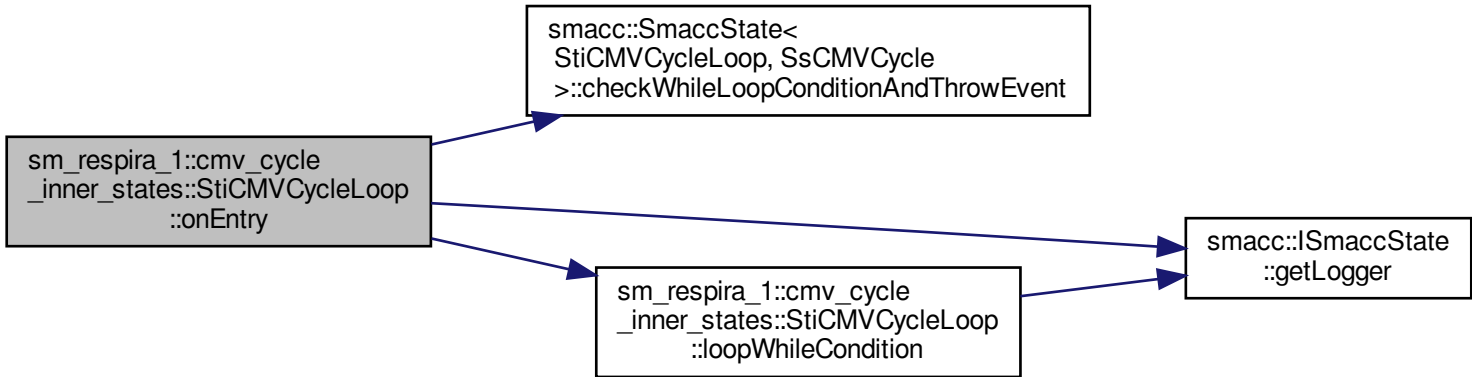 smacc::SmaccState<
StiCMVCycleLoop, SsCMVCycle
>::checkWhileLoopConditionAndThrowEvent
sm_respira_1::cmv_cycle
_inner_states::StiCMVCycleLoop
::onEntry
smacc::ISmaccState
::getLogger
sm_respira_1::cmv_cycle
_inner_states::StiCMVCycleLoop
::loopWhileCondition